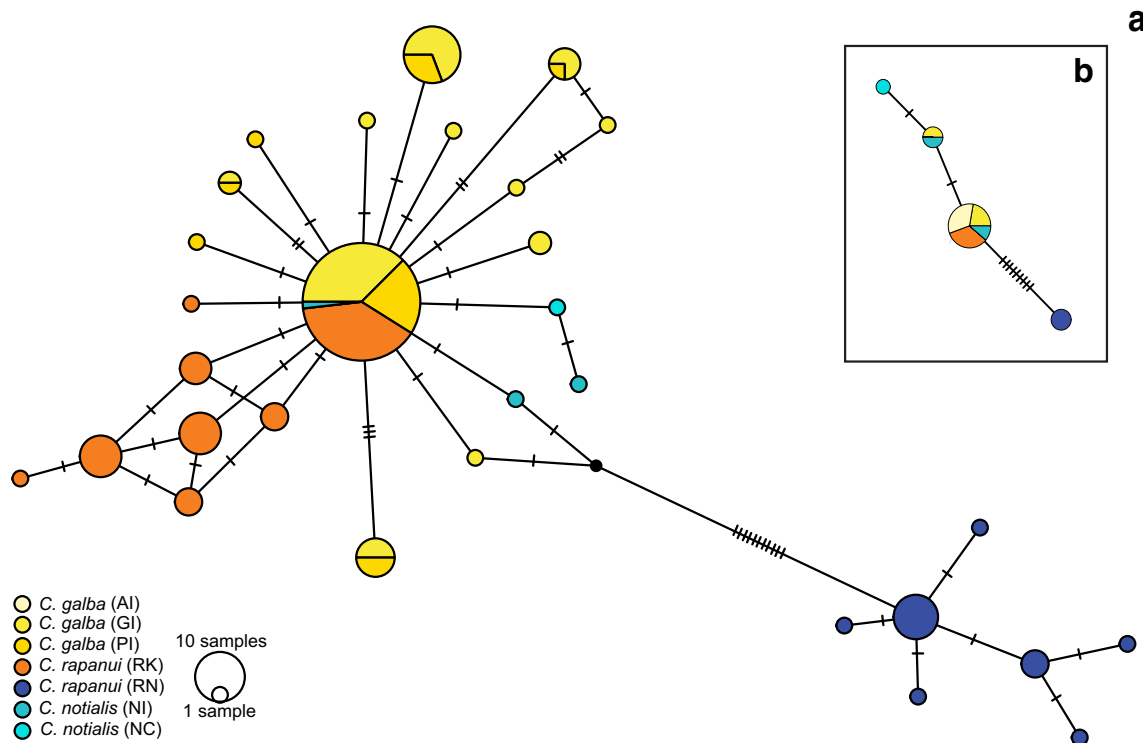 a
b
C. galba (AI)
C. galba (GI)
C. galba (PI)
C. rapanui (RK)
C. rapanui (RN)
C. notialis (NI)
C. notialis (NC)
10 samples
1 sample